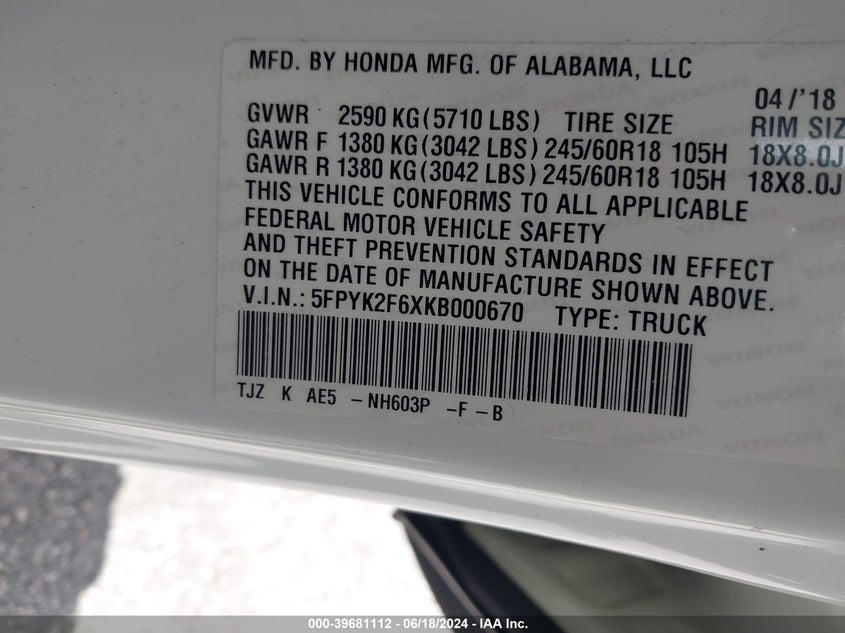 MFD. BY HONDA MFG. OF ALABAMA, LLC
04/'18
GVWR 2590 KG(5710 LBS) TIRE SIZE RIM SIZ
GAWR F 1380 KG(3042 LBS) 245/60R18 105H 18X8.0J
GAWR R 1380 KG(3042 LBS) 245/60R18 105H 18X8.0J
THIS VEHICLE CONFORMS TO ALL APPLICABLE
FEDERAL MOTOR VEHICLE SAFETY
AND THEFT PREVENTION STANDARDS IN EFFECT
ON THE DATE OF MANUFACTURE SHOWN ABOVE.
V.I.N.: 5FPYK2F6XKB000670 TYPE: TRUCK
TJZ K AE5 -NH603P -F-B
000-39681112 - 06/18/2024 - IAA Inc.